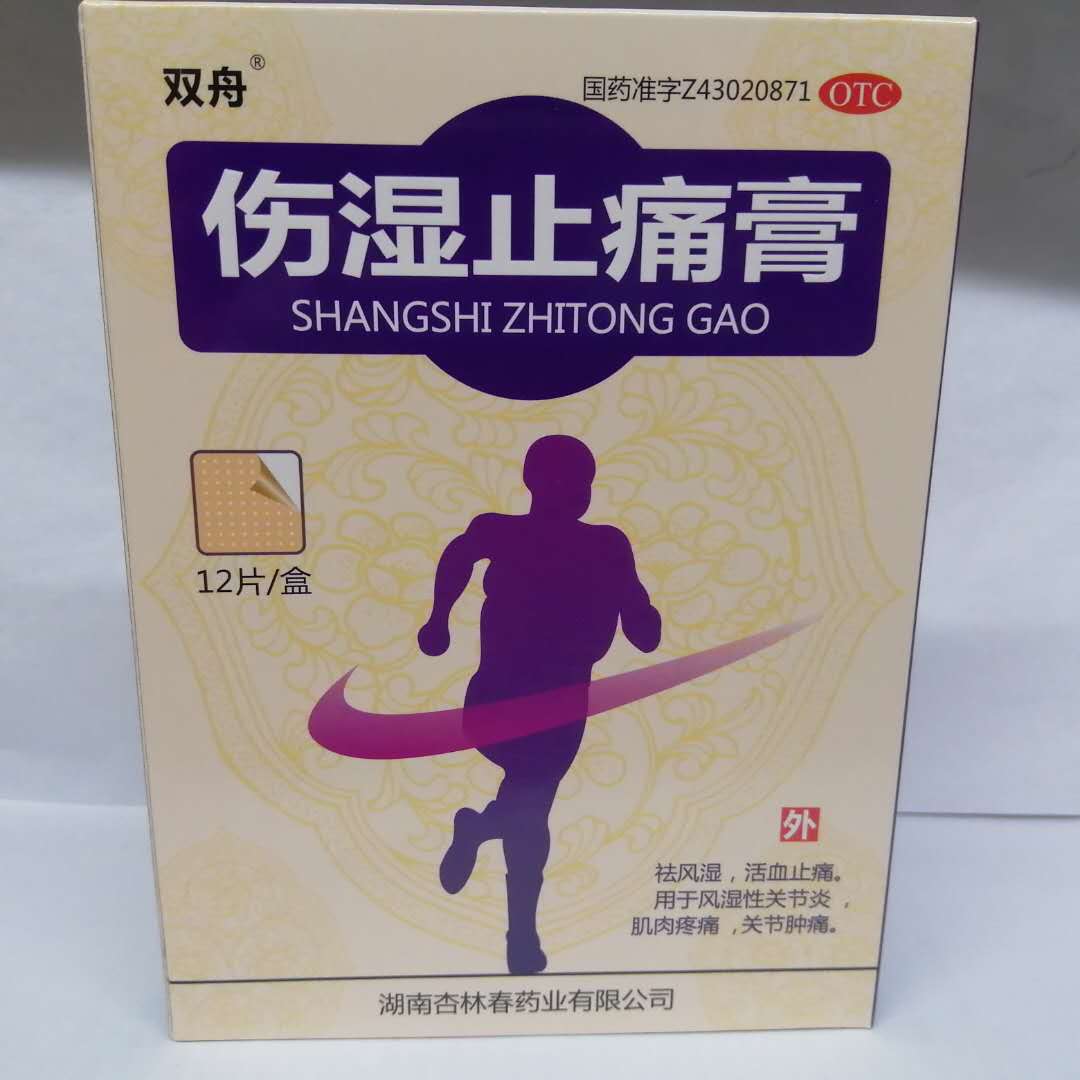 双舟®
国药准字Z43020871 OTC
伤湿止痛膏
SHANGSHI ZHITONG GAO
12片/盒
外
祛风湿，活血止痛。
用于风湿性关节炎，
肌肉疼痛，关节肿痛。
湖南杏林春药业有限公司